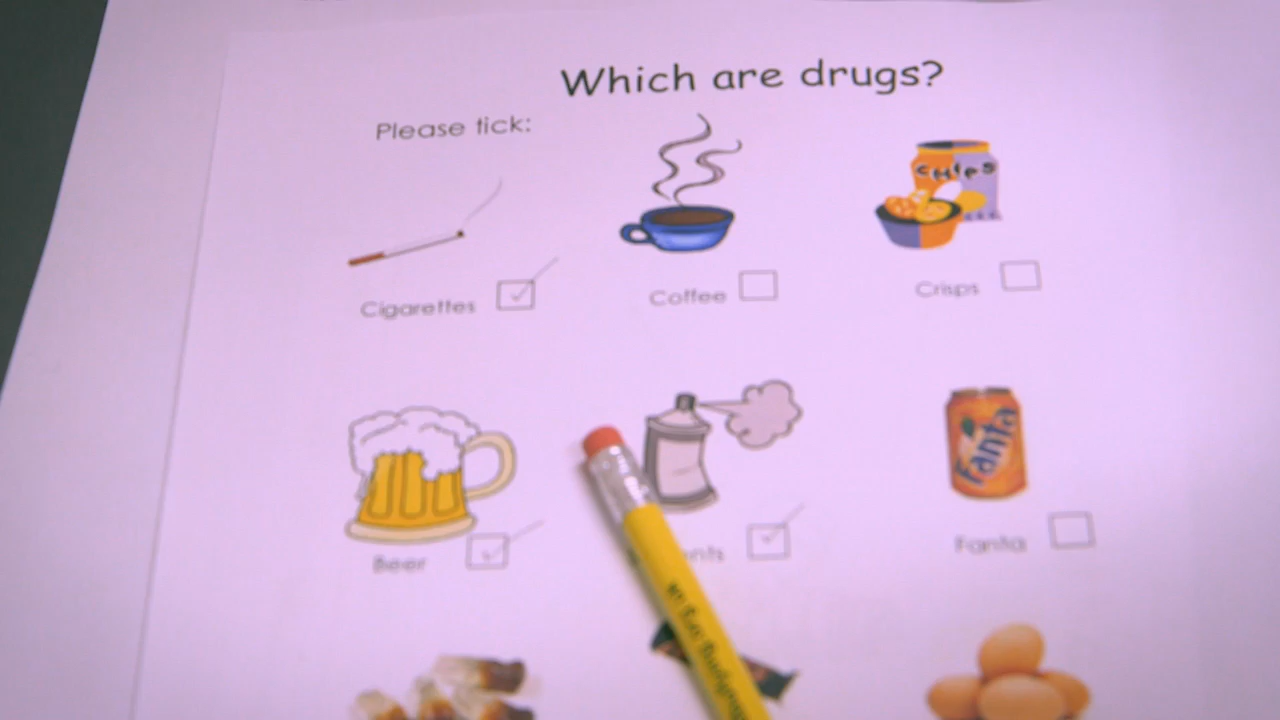 Which are drugs?
Please tick:
CHIPS
Cigarettes
Coffee
Crisps
Fanta
Beer
Fanta